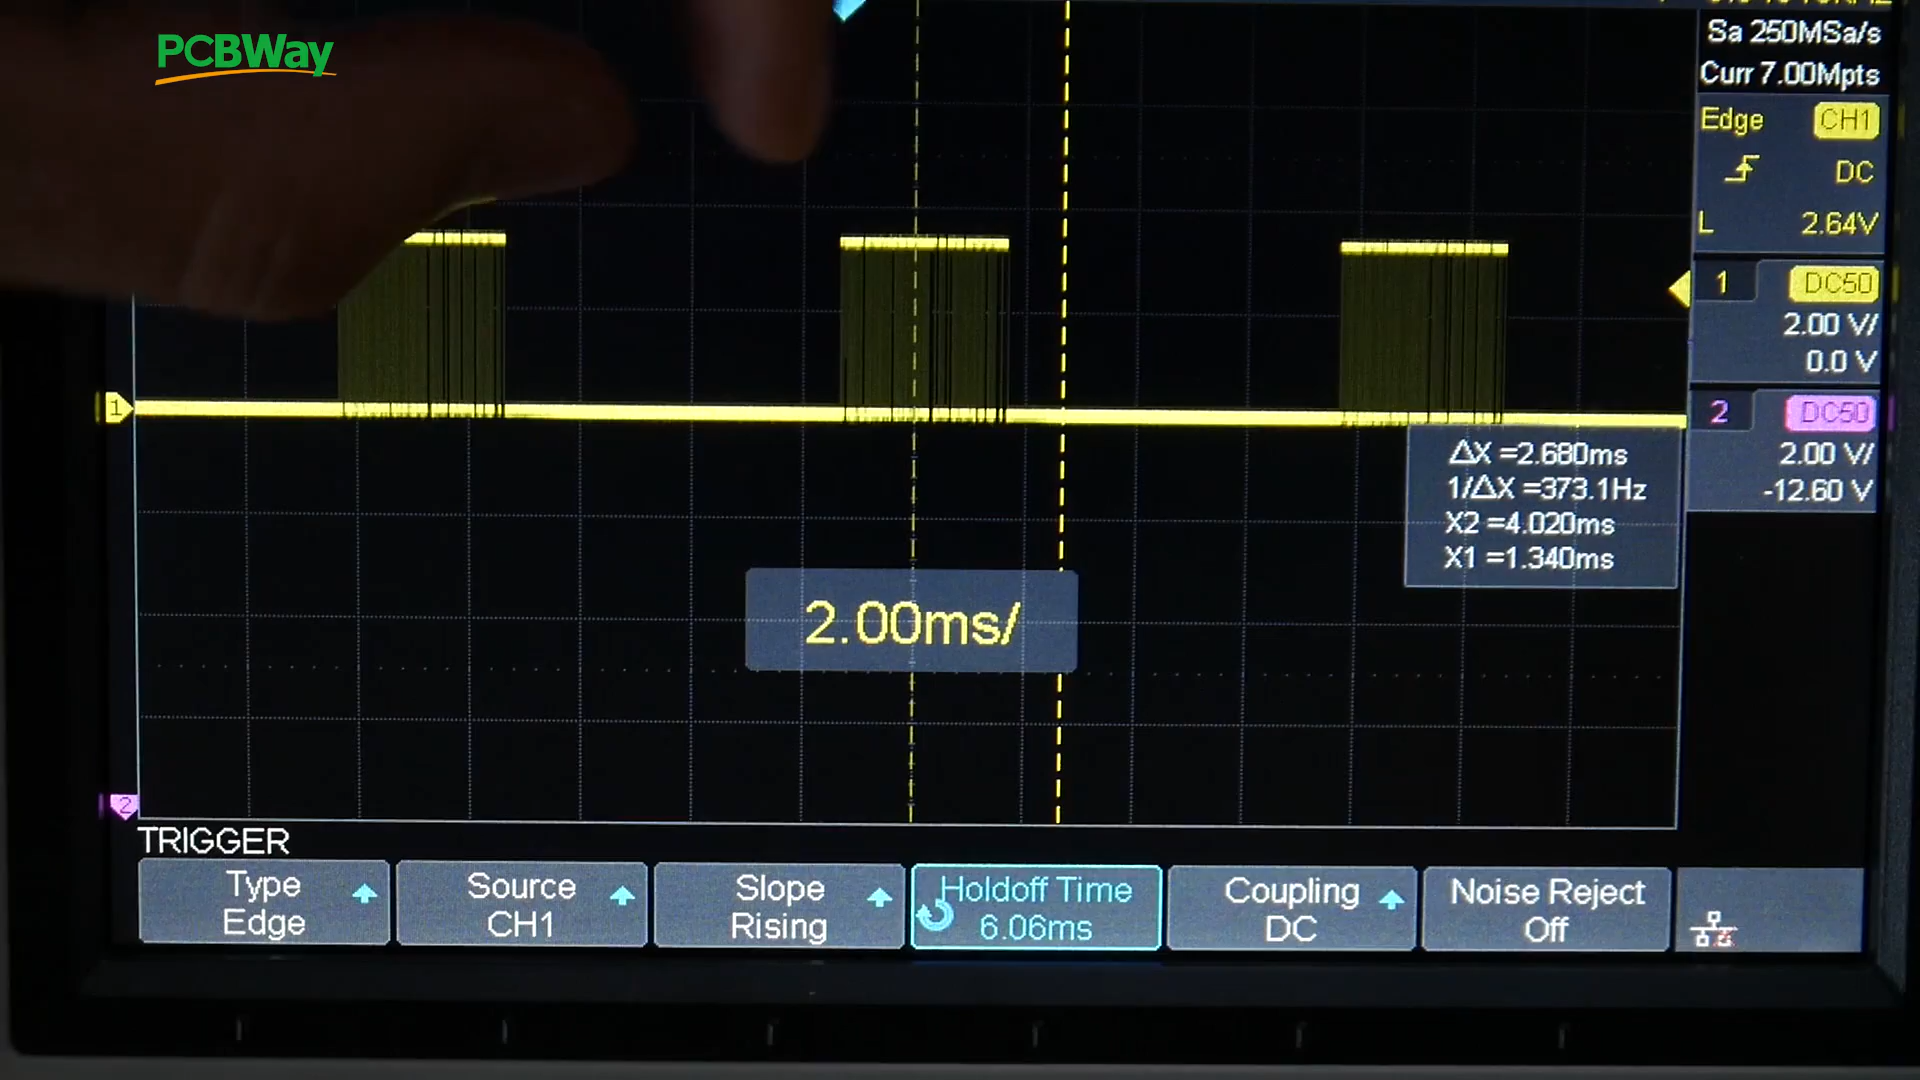 PCBWay
Sa 250MSa/s
Curr 7.00Mpts
Edge CH1
DC
L 2.64V
1 DC50
2.00 V/
0.0 V
2 DC50
2.00 V/
-12.60 V
1
ΔX =2.680ms
1/ΔX =373.1Hz
X2 =4.020ms
X1 =1.340ms
2.00ms/
2
TRIGGER
Type
Edge
Source
CH1
Slope
Rising
Holdoff Time
6.06ms
Coupling
DC
Noise Reject
Off